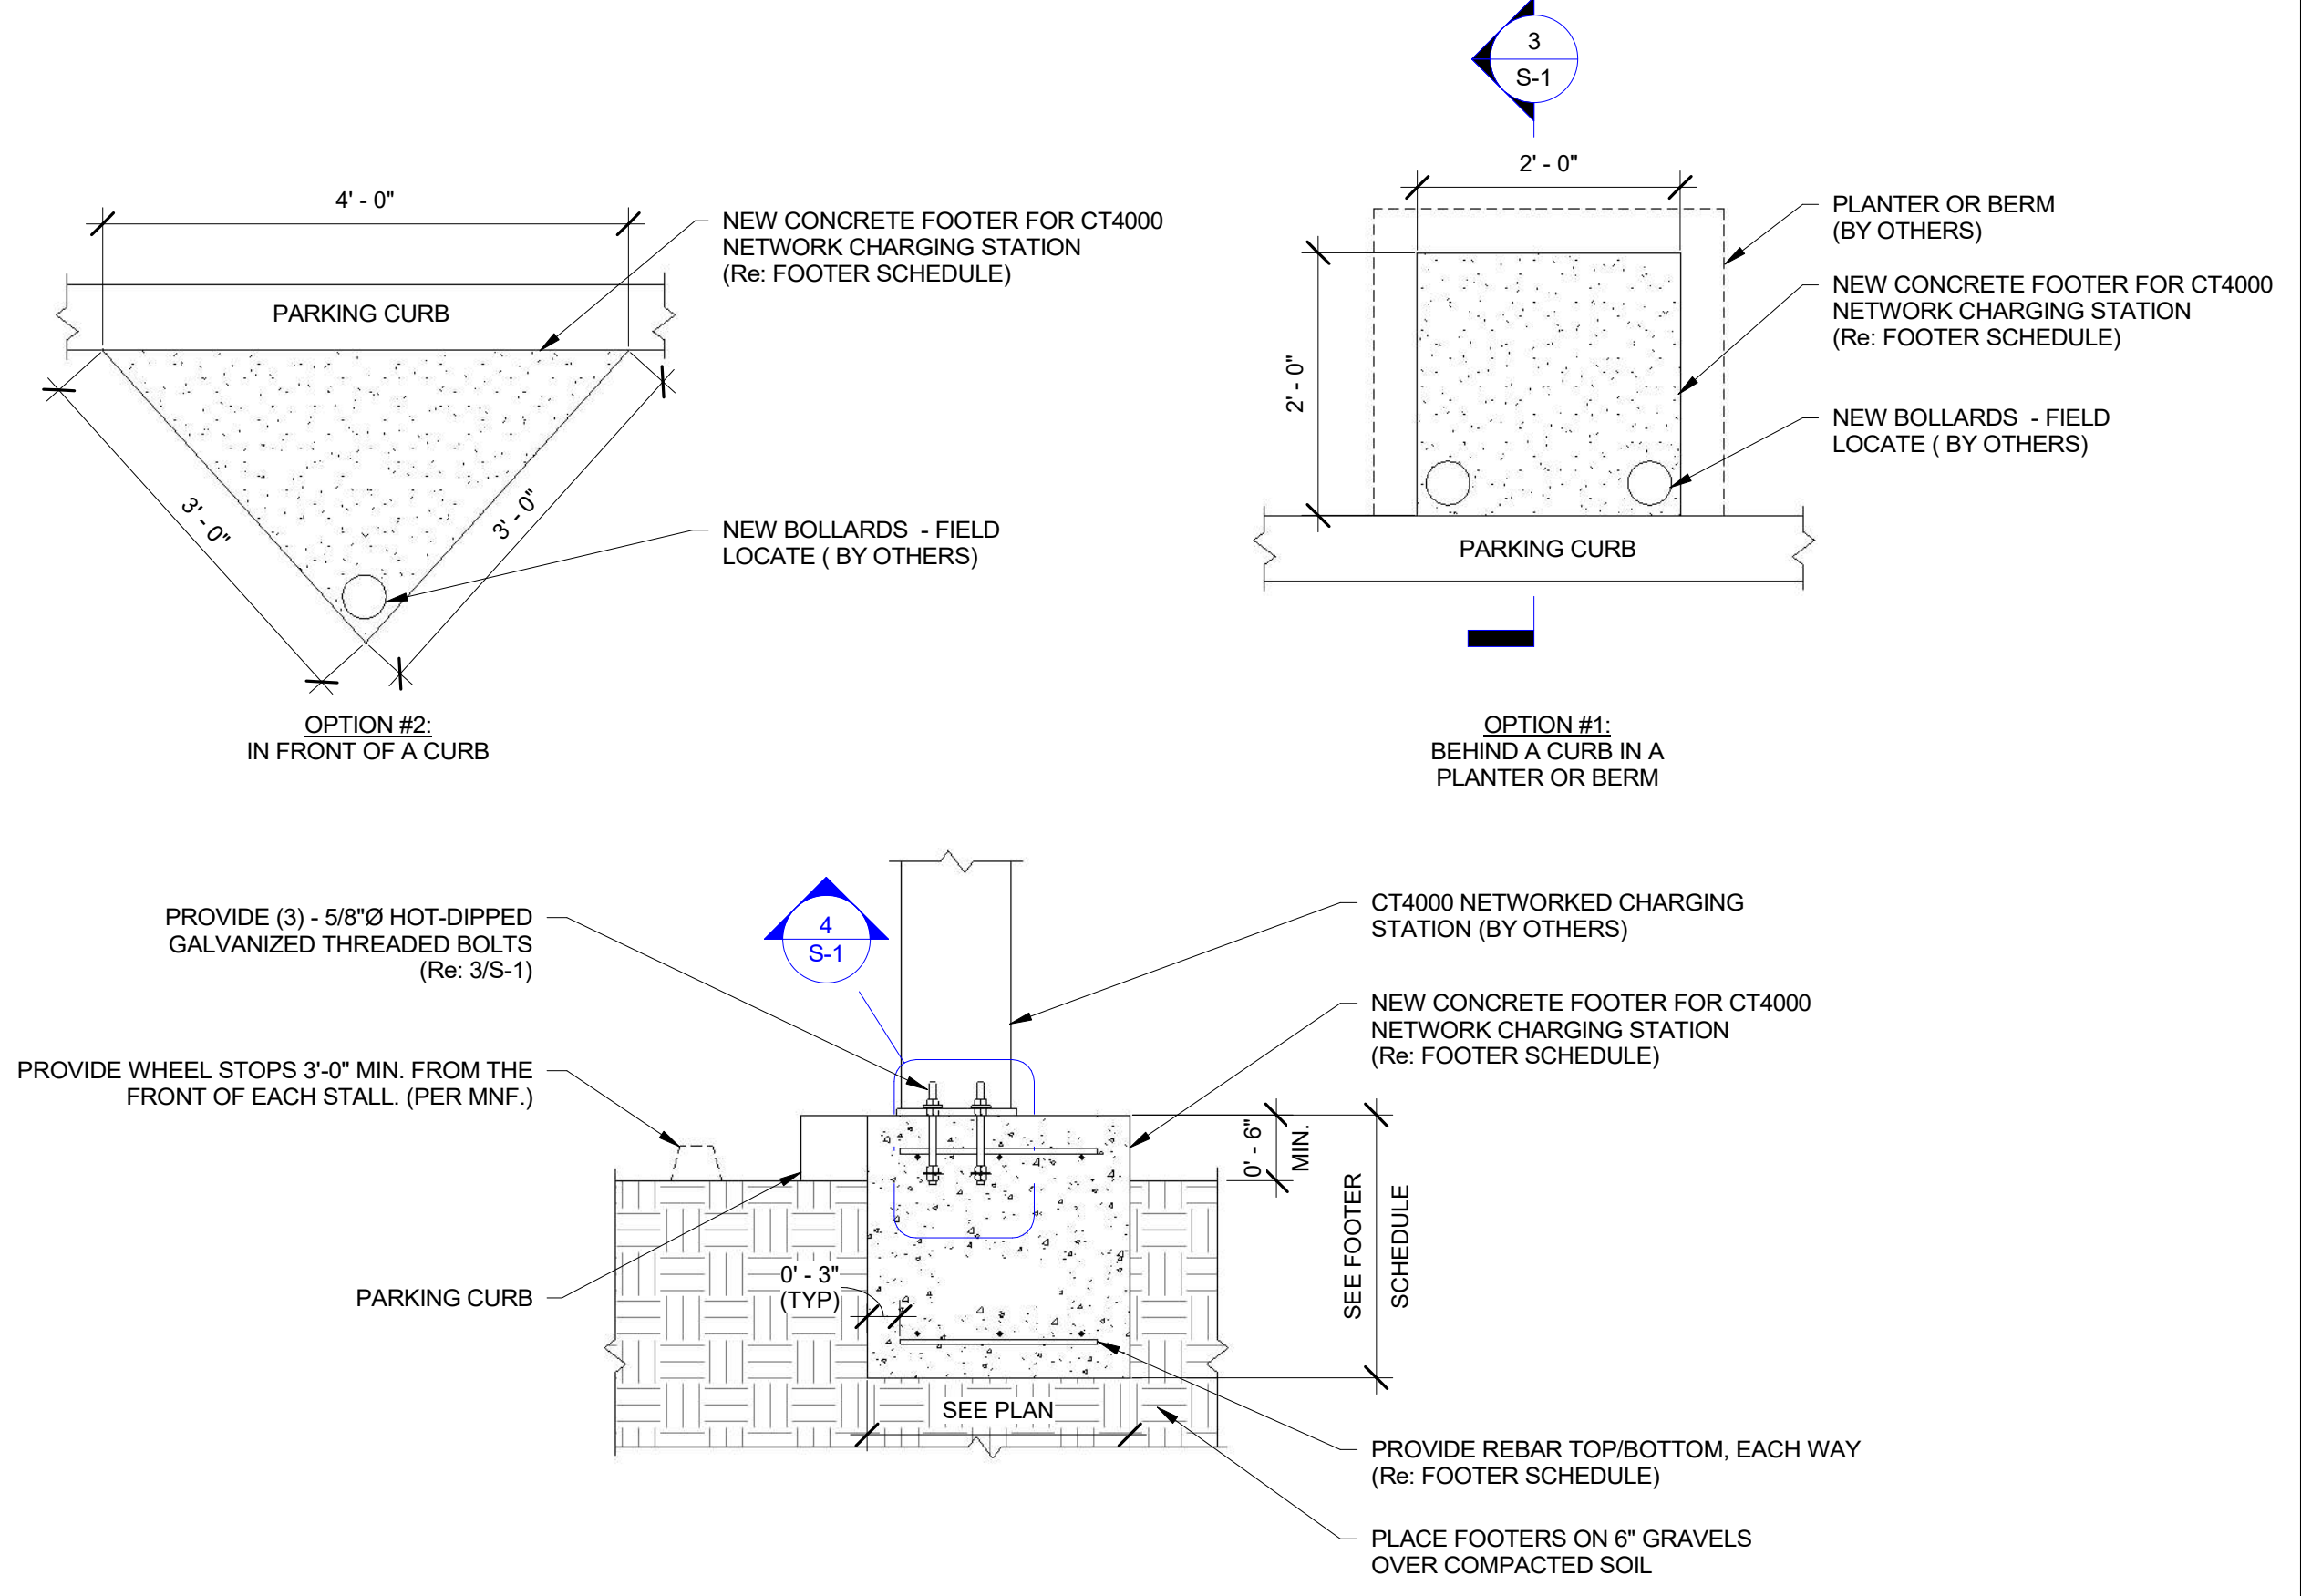 3
S-1
4' - 0"
NEW CONCRETE FOOTER FOR CT4000
NETWORK CHARGING STATION
(Re: FOOTER SCHEDULE)
PARKING CURB
3' - 0"
3' - 0"
NEW BOLLARDS - FIELD
LOCATE ( BY OTHERS)
OPTION #2:
IN FRONT OF A CURB
2' - 0"
2' - 0"
PLANTER OR BERM
(BY OTHERS)
NEW CONCRETE FOOTER FOR CT4000
NETWORK CHARGING STATION
(Re: FOOTER SCHEDULE)
NEW BOLLARDS - FIELD
LOCATE ( BY OTHERS)
PARKING CURB
OPTION #1:
BEHIND A CURB IN A
PLANTER OR BERM
PROVIDE (3) - 5/8"Ø HOT-DIPPED
GALVANIZED THREADED BOLTS
(Re: 3/S-1)
4
S-1
PROVIDE WHEEL STOPS 3'-0" MIN. FROM THE
FRONT OF EACH STALL. (PER MNF.)
PARKING CURB
0' - 3"
(TYP)
SEE PLAN
CT4000 NETWORKED CHARGING
STATION (BY OTHERS)
NEW CONCRETE FOOTER FOR CT4000
NETWORK CHARGING STATION
(Re: FOOTER SCHEDULE)
0' - 6"
MIN.
SEE FOOTER
SCHEDULE
PROVIDE REBAR TOP/BOTTOM, EACH WAY
(Re: FOOTER SCHEDULE)
PLACE FOOTERS ON 6" GRAVELS
OVER COMPACTED SOIL